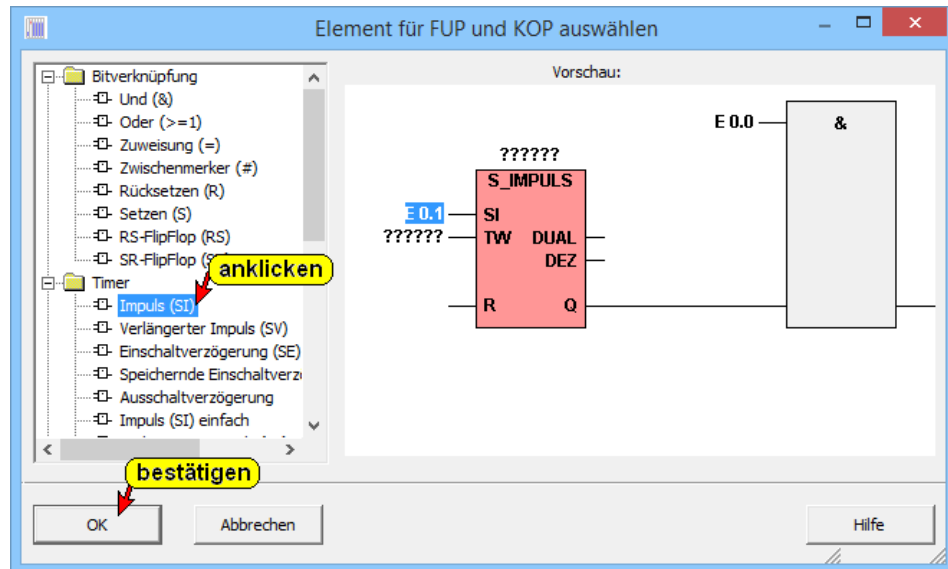 Element für FUP und KOP auswählen
Bitverknüpfung
Und (&)
Oder (>=1)
Zuweisung (=)
Zwischenmerker (#)
Rücksetzen (R)
Setzen (S)
RS-FlipFlop (RS)
SR-FlipFlop
anklicken
Timer
Impuls (SI)
Verlängerter Impuls (SV)
Einschaltverzögerung (SE)
Speichernde Einschaltverz
Ausschaltverzögerung
Impuls (SI) einfach
Vorschau:
E 0.0
&
??????
S_IMPULS
E 0.1
SI
??????
TW DUAL
DEZ
R Q
bestätigen
OK
Abbrechen
Hilfe